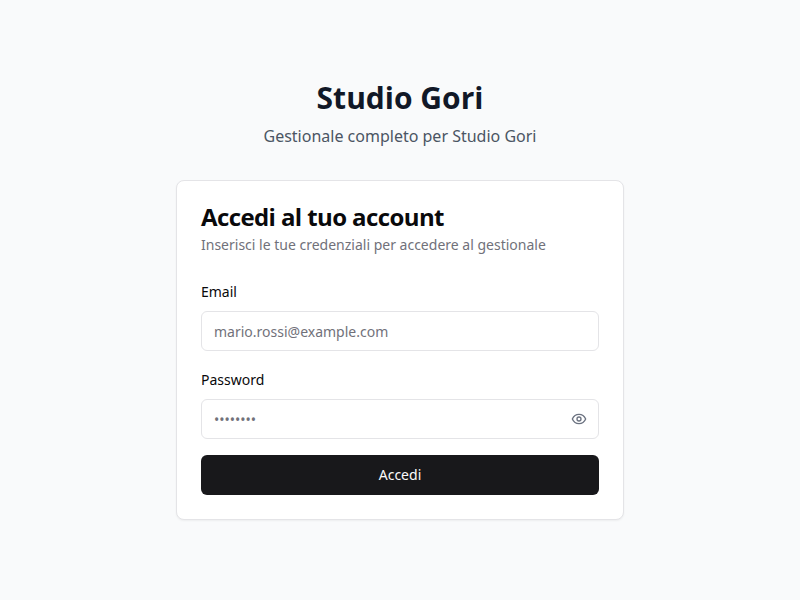 Studio Gori
Gestionale completo per Studio Gori
Accedi al tuo account
Inserisci le tue credenziali per accedere al gestionale
Email
mario.rossi@example.com
Password
••••••••
Accedi